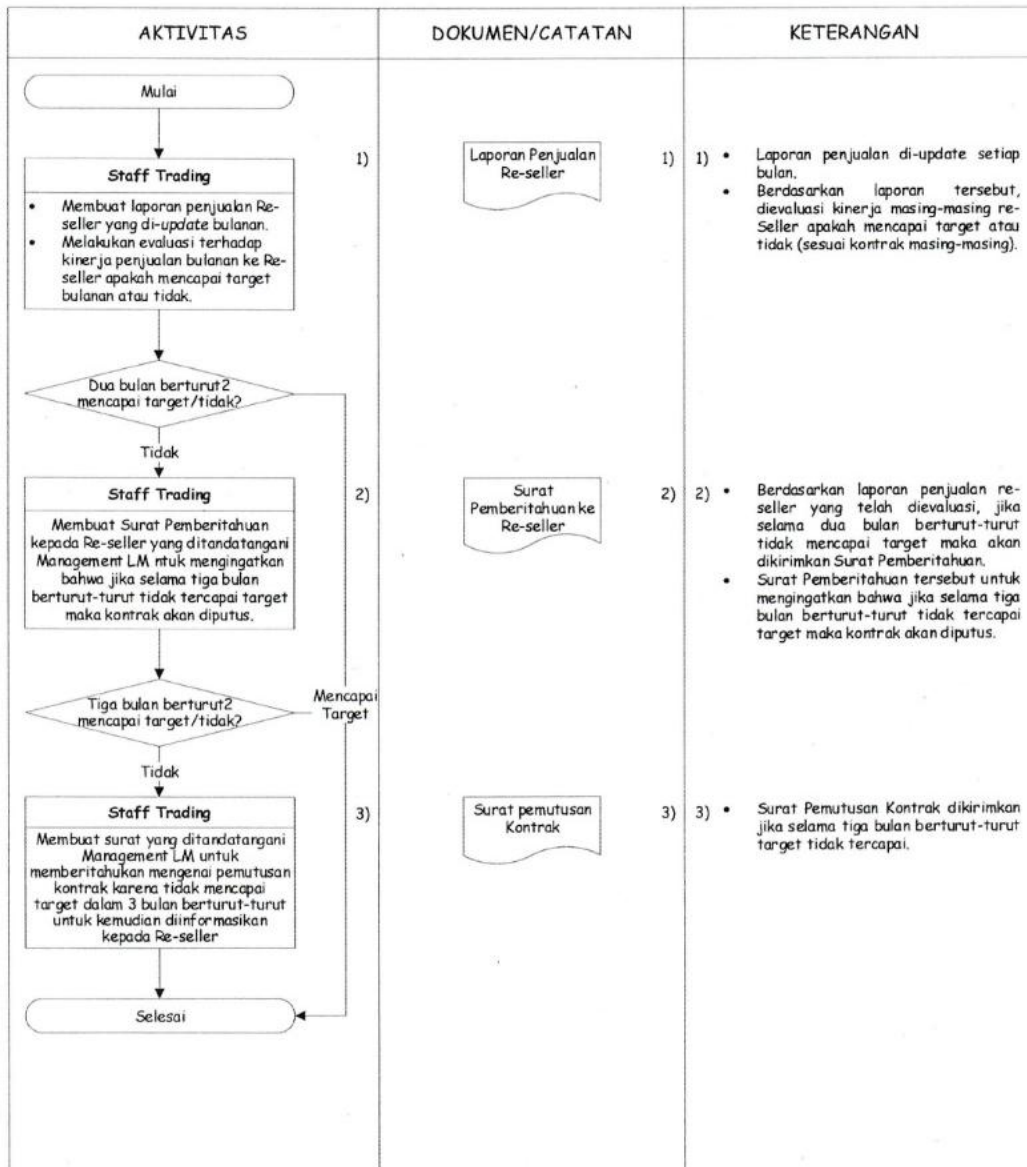 AKTIVITAS
DOKUMEN/CATATAN
KETERANGAN
Mulai
1)
Staff Trading
• Membuat laporan penjualan Re-
seller yang di-update bulanan.
• Melakukan evaluasi terhadap
kinerja penjualan bulanan ke Re-
seller apakah mencapai target
bulanan atau tidak.
Laporan Penjualan
Re-seller
1)
1) • Laporan penjualan di-update setiap
bulan.
• Berdasarkan laporan tersebut,
dievaluasi kinerja masing-masing re-
Seller apakah mencapai target atau
tidak (sesuai kontrak masing-masing).
Dua bulan berturut2
mencapai target/tidak?
Tidak
2)
Staff Trading
Membuat Surat Pemberitahuan
kepada Re-seller yang ditandatangani
Management LM ntuk mengingatkan
bahwa jika selama tiga bulan
berturut-turut tidak tercapai target
maka kontrak akan diputus.
Surat
Pemberitahuan ke
Re-seller
2)
2) • Berdasarkan laporan penjualan re-
seller yang telah dievaluasi, jika
selama dua bulan berturut-turut
tidak mencapai target maka akan
dikirimkan Surat Pemberitahuan.
• Surat Pemberitahuan tersebut untuk
mengingatkan bahwa jika selama tiga
bulan berturut-turut tidak tercapai
target maka kontrak akan diputus.
Tiga bulan berturut2
mencapai target/tidak?
Mencapai
Target
Tidak
3)
Staff Trading
Membuat surat yang ditandatangani
Management LM untuk
memberitahukan mengenai pemutusan
kontrak karena tidak mencapai
target dalam 3 bulan berturut-turut
untuk kemudian diinformasikan
kepada Re-seller
Surat pemutusan
Kontrak
3)
3) • Surat Pemutusan Kontrak dikirimkan
jika selama tiga bulan berturut-turut
target tidak tercapai.
Selesai